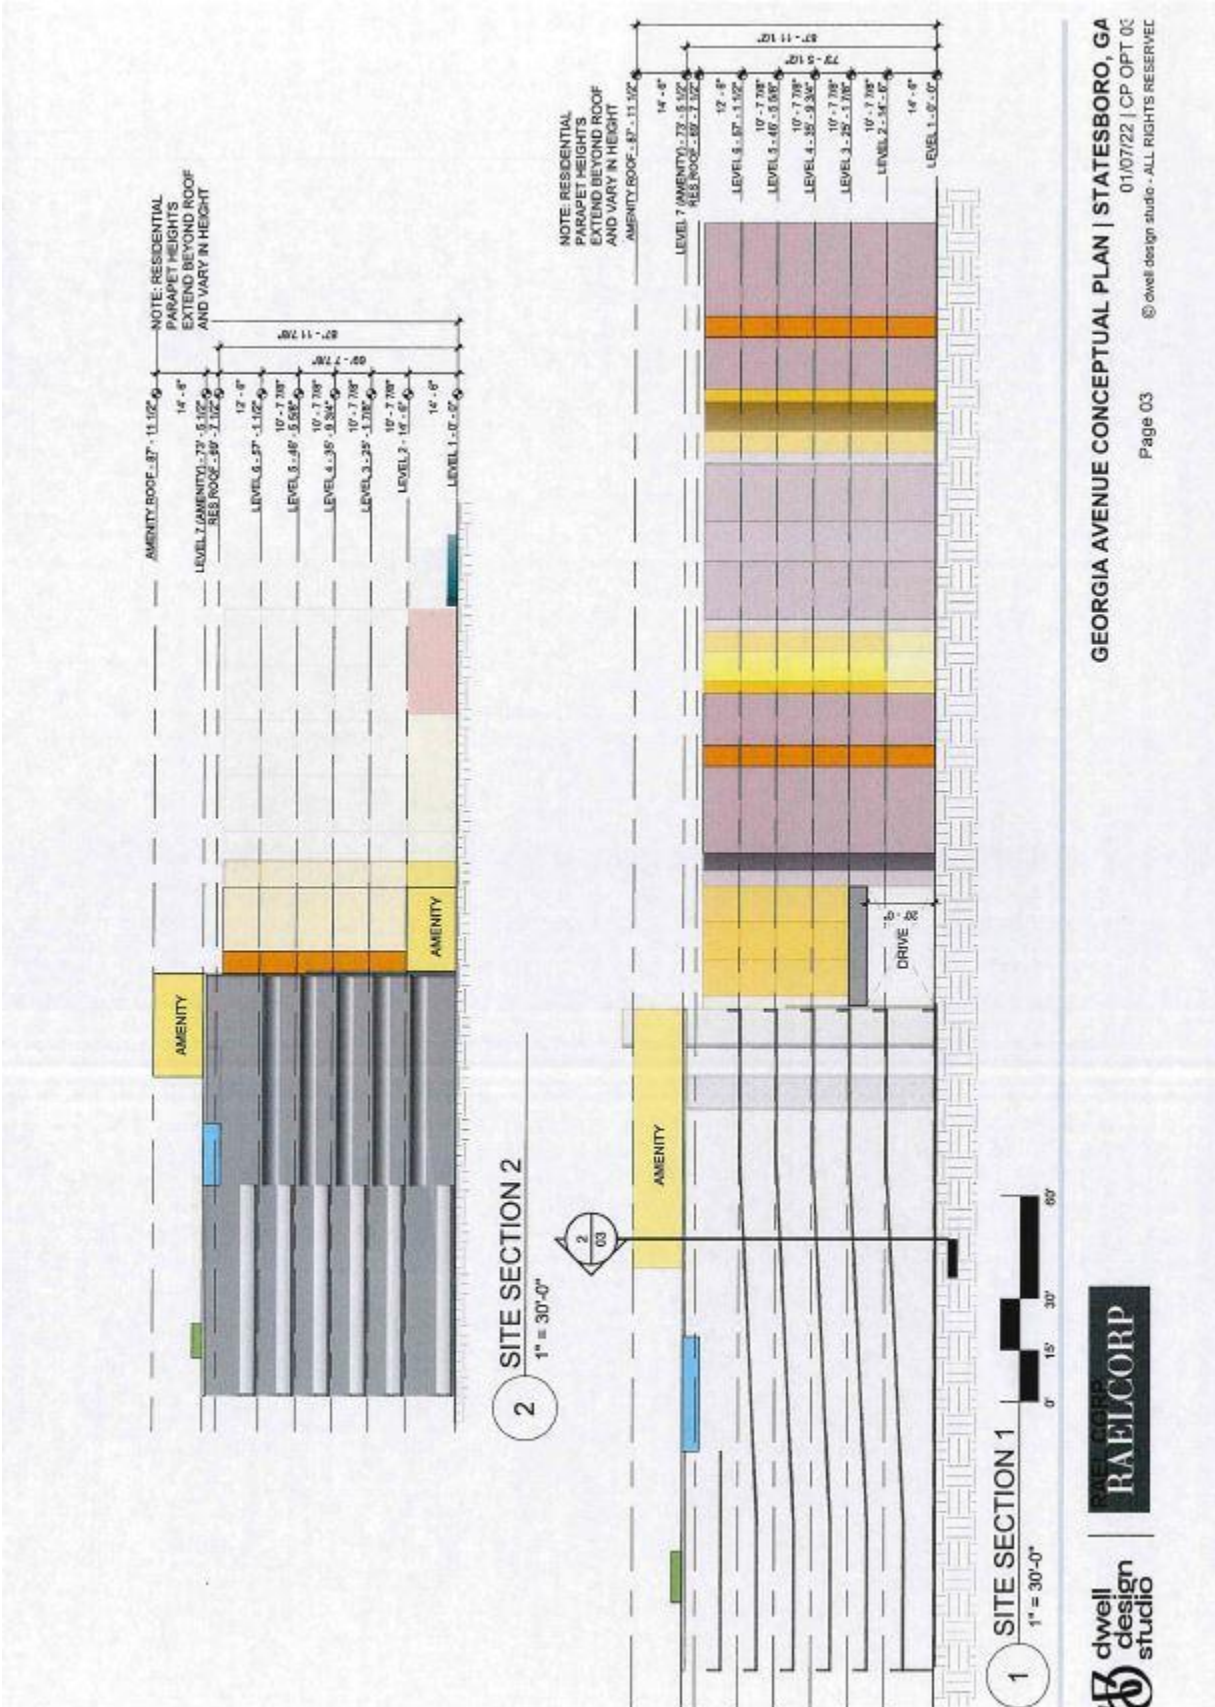 NOTE: RESIDENTIAL
PARAPET HEIGHTS
EXTEND BEYOND ROOF
AND VARY IN HEIGHT
AMENITY ROOF - 87' - 11 1/2"
14' - 6"
LEVEL 7 (AMENITY) - 73' - 5 1/2"
RES ROOF - 69' - 7 1/2"
12' - 6"
LEVEL 6 - 57' - 1 1/2"
10' - 7 7/8"
LEVEL 5 - 46' - 5 5/8"
10' - 7 7/8"
LEVEL 4 - 35' - 9 3/4"
10' - 7 7/8"
LEVEL 3 - 25' - 1 7/8"
10' - 7 7/8"
LEVEL 2 - 14' - 6"
14' - 6"
LEVEL 1 - 0' - 0"
69' - 7 7/8"
87' - 11 7/8"
AMENITY
AMENITY
2
SITE SECTION 2
1" = 30'-0"
NOTE: RESIDENTIAL
PARAPET HEIGHTS
EXTEND BEYOND ROOF
AND VARY IN HEIGHT
AMENITY ROOF - 87' - 11 1/2"
14' - 6"
LEVEL 7 (AMENITY) - 73' - 5 1/2"
RES ROOF - 69' - 7 1/2"
12' - 6"
LEVEL 6 - 57' - 1 1/2"
10' - 7 7/8"
LEVEL 5 - 46' - 5 5/8"
10' - 7 7/8"
LEVEL 4 - 35' - 9 3/4"
10' - 7 7/8"
LEVEL 3 - 25' - 1 7/8"
10' - 7 7/8"
LEVEL 2 - 14' - 6"
14' - 6"
LEVEL 1 - 0' - 0"
73' - 5 1/2"
87' - 11 1/2"
AMENITY
2
03
DRIVE
20' - 0"
1
SITE SECTION 1
1" = 30'-0"
0' 15' 30' 60'
dwell
design
studio
RAEL CORP
RAELCORP
GEORGIA AVENUE CONCEPTUAL PLAN | STATESBORO, GA
01/07/22 | CP OPT 03
Page 03
© dwell design studio - ALL RIGHTS RESERVED